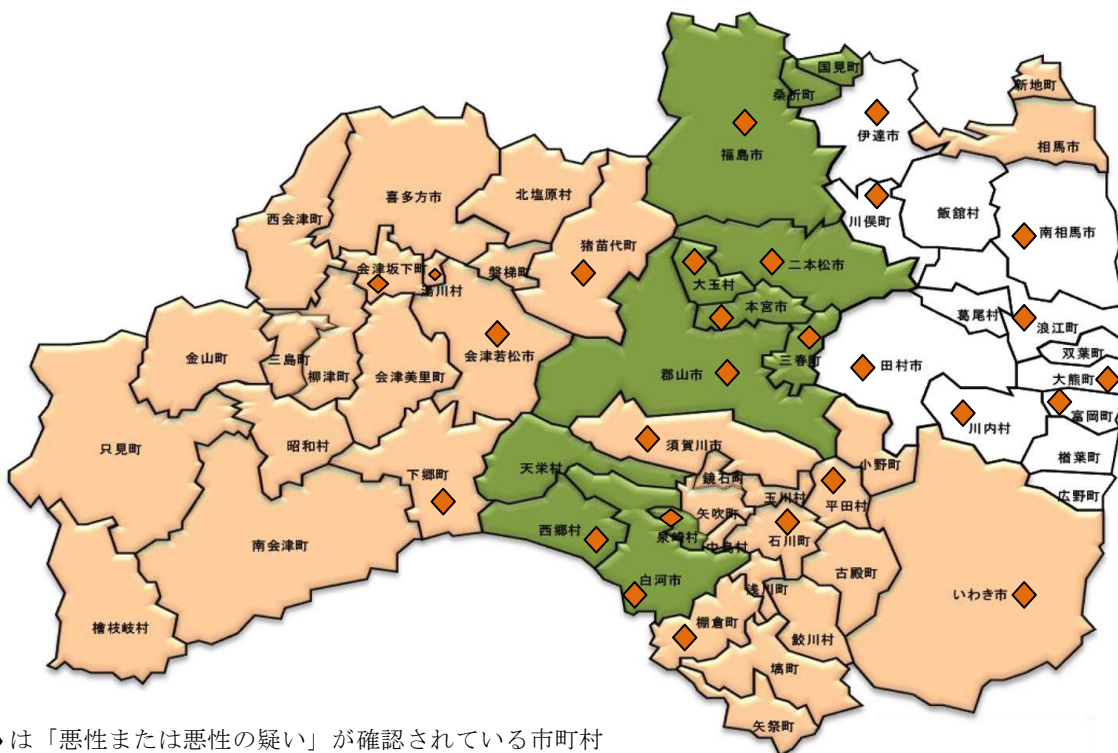 国見町
桑折町
新地町
伊達市
福島市
相馬市
喜多方市
北塩原村
西会津町
川俣町
飯舘村
南相馬市
猪苗代町
会津坂下町
磐梯町
湯川村
二本松市
大玉村
本宮市
葛尾村
浪江町
双葉町
会津若松市
金山町
三島町
柳津町
会津美里町
三春町
郡山市
田村市
大熊町
富岡町
川内村
只見町
昭和村
須賀川市
小野町
楢葉町
下郷町
天栄村
鏡石町
玉川村
平田村
広野町
矢吹町
西郷村
泉崎村
中島村
石川町
南会津町
古殿町
白河市
浅川町
いわき市
棚倉町
檜枝岐村
鮫川村
塙町
矢祭町
は「悪性または悪性の疑い」が確認されている市町村